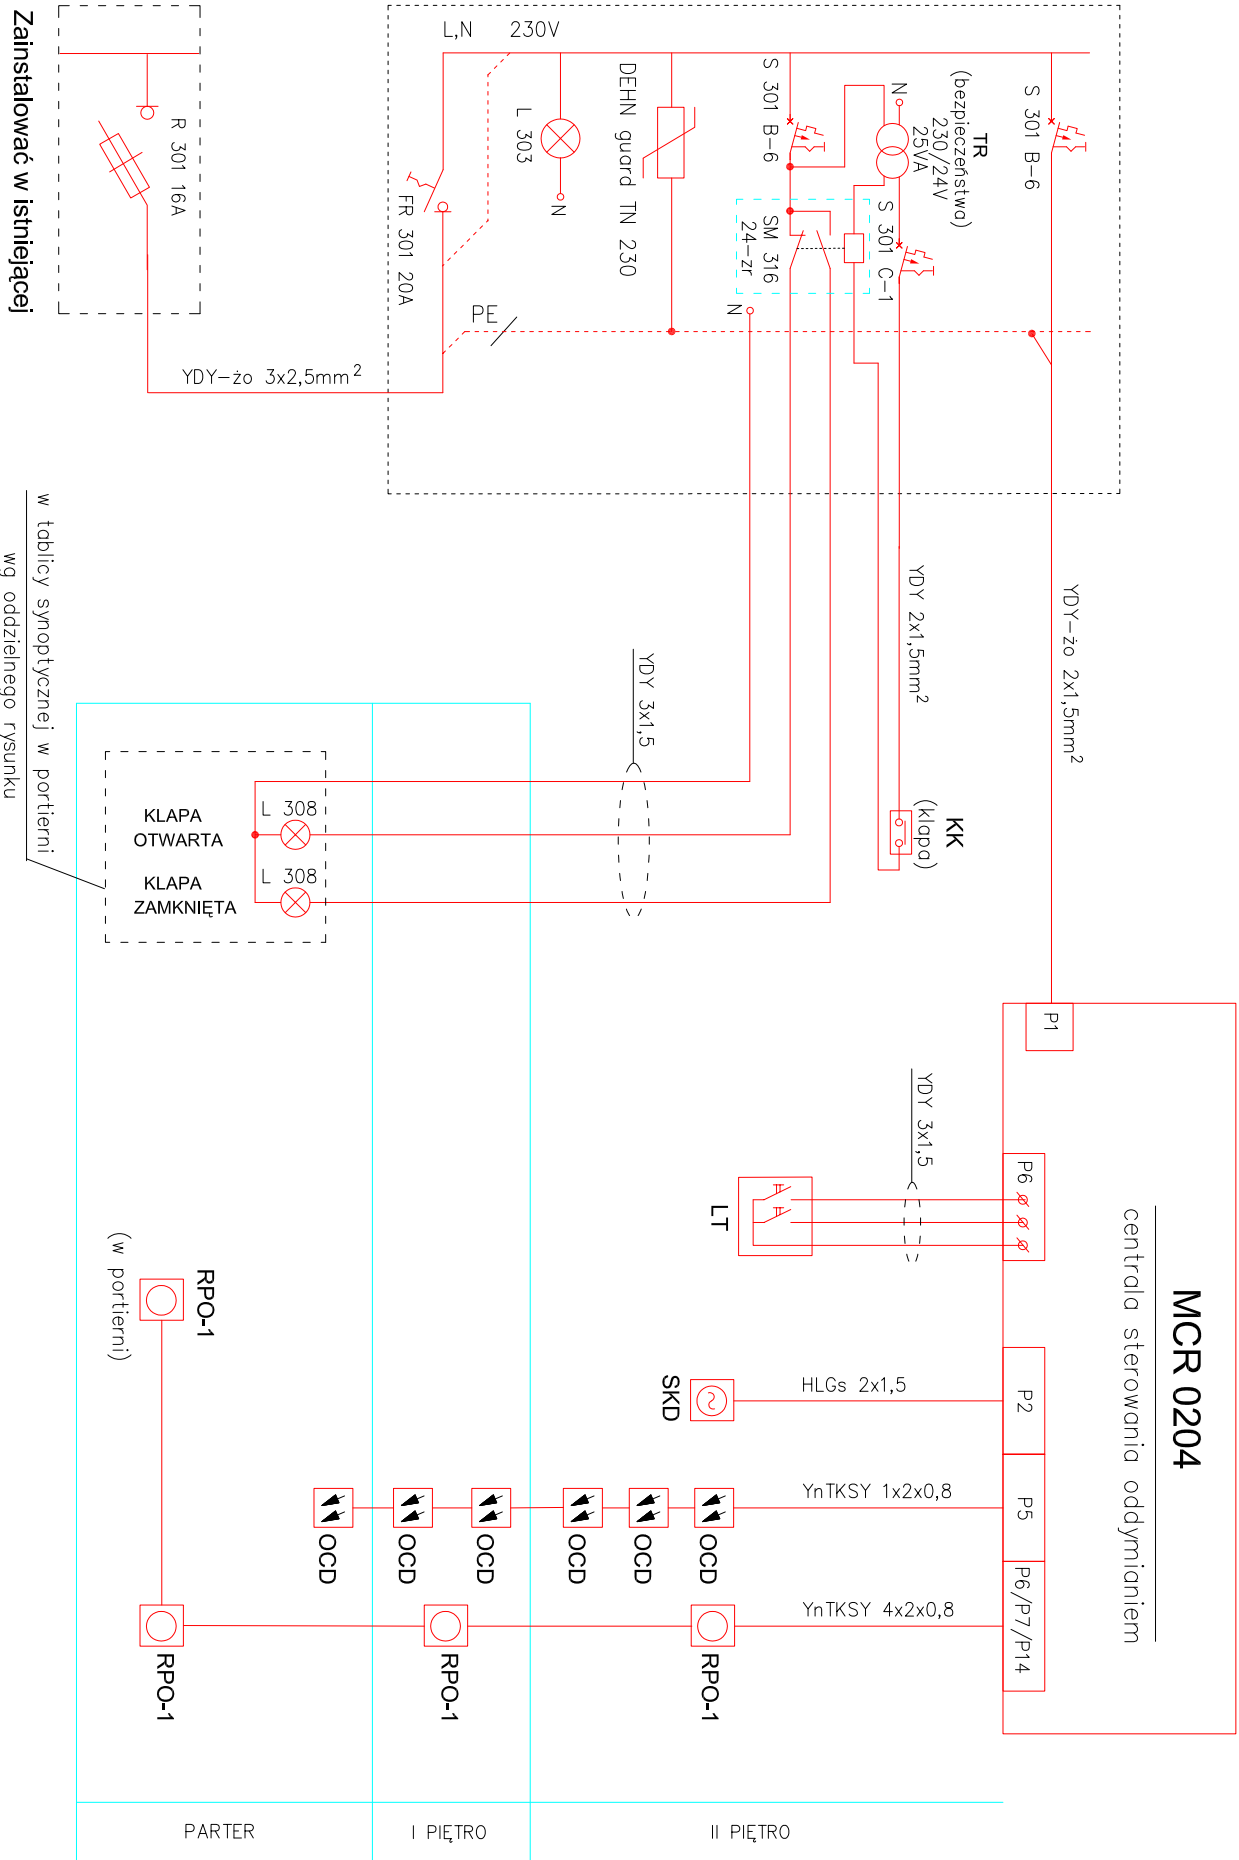 Zainstalować w istniejącej
R 301 16A
YDY-żo 3x2,5mm²
L,N 230V
FR 301 20A
PE
L 303
N
DEHN guard TN 230
S 301 B-6
N
TR
(bezpieczeństwa)
230/24V
25VA
S 301 C-1
SM 316
24-zr
N
S 301 B-6
YDY-żo 2x1,5mm²
YDY 2x1,5mm²
YDY 3x1,5
KK
(klapa)
w tablicy synoptycznej w portierni
wg oddzielnego rysunku
KLAPA
OTWARTA
L 308
KLAPA
ZAMKNIĘTA
L 308
MCR 0204
centrala sterowania oddymianiem
P1
P6
P2
P5
P6/P7/P14
YDY 3x1,5
LT
HLGs 2x1,5
SKD
YnTKSY 1x2x0,8
OCD
OCD
OCD
OCD
OCD
OCD
YnTKSY 4x2x0,8
RPO-1
RPO-1
RPO-1
RPO-1
(w portierni)
PARTER
I PIĘTRO
II PIĘTRO